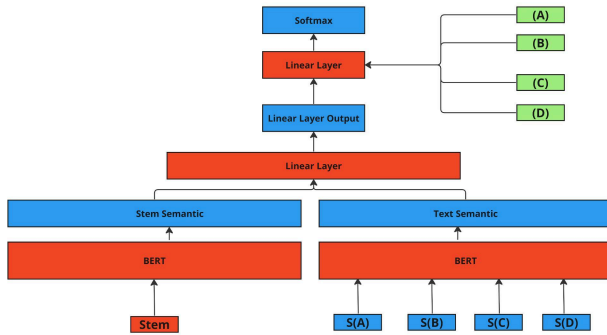 Softmax
(A)
(B)
Linear Layer
(C)
(D)
Linear Layer Output
Linear Layer
Stem Semantic
Text Semantic
BERT
BERT
Stem
S(A)
S(B)
S(C)
S(D)